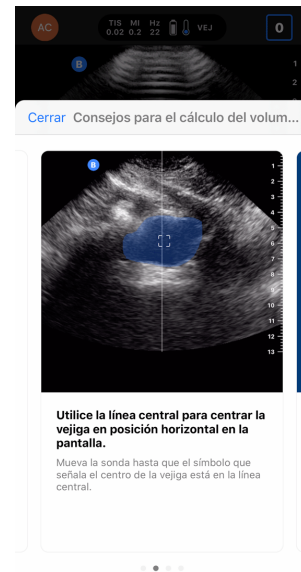 AC
TIS MI Hz
0.02 0.2 22
VEJ
0
B
1
2
Cerrar Consejos para el cálculo del volum...
B
1
2
3
4
5
6
7
8
9
10
11
12
13
Utilice la línea central para centrar la
vejiga en posición horizontal en la
pantalla.
Mueva la sonda hasta que el símbolo que
señala el centro de la vejiga está en la línea
central.